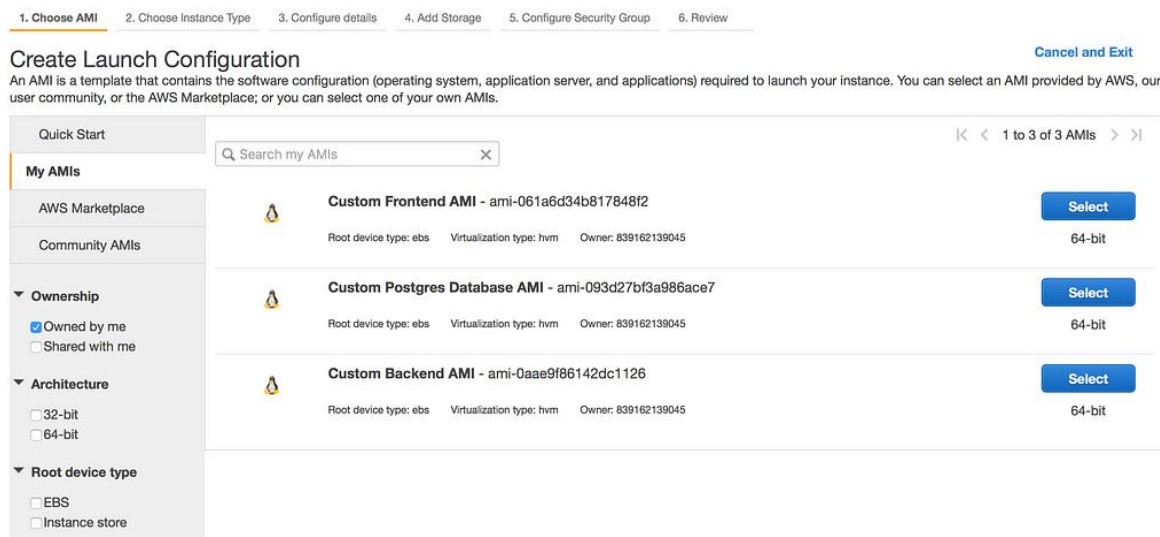 1. Choose AMI 2. Choose Instance Type 3. Configure details 4. Add Storage 5. Configure Security Group 6. Review
Create Launch Configuration
Cancel and Exit
An AMI is a template that contains the software configuration (operating system, application server, and applications) required to launch your instance. You can select an AMI provided by AWS, our
user community, or the AWS Marketplace; or you can select one of your own AMIs.
Quick Start
My AMIs
AWS Marketplace
Community AMIs
Ownership
Owned by me
Shared with me
Architecture
32-bit
64-bit
Root device type
EBS
Instance store
Search my AMIs
1 to 3 of 3 AMIs
Custom Frontend AMI - ami-061a6d34b817848f2
Select
Root device type: ebs Virtualization type: hvm Owner: 839162139045
64-bit
Custom Postgres Database AMI - ami-093d27bf3a986ace7
Select
Root device type: ebs Virtualization type: hvm Owner: 839162139045
64-bit
Custom Backend AMI - ami-0aae9f86142dc1126
Select
Root device type: ebs Virtualization type: hvm Owner: 839162139045
64-bit